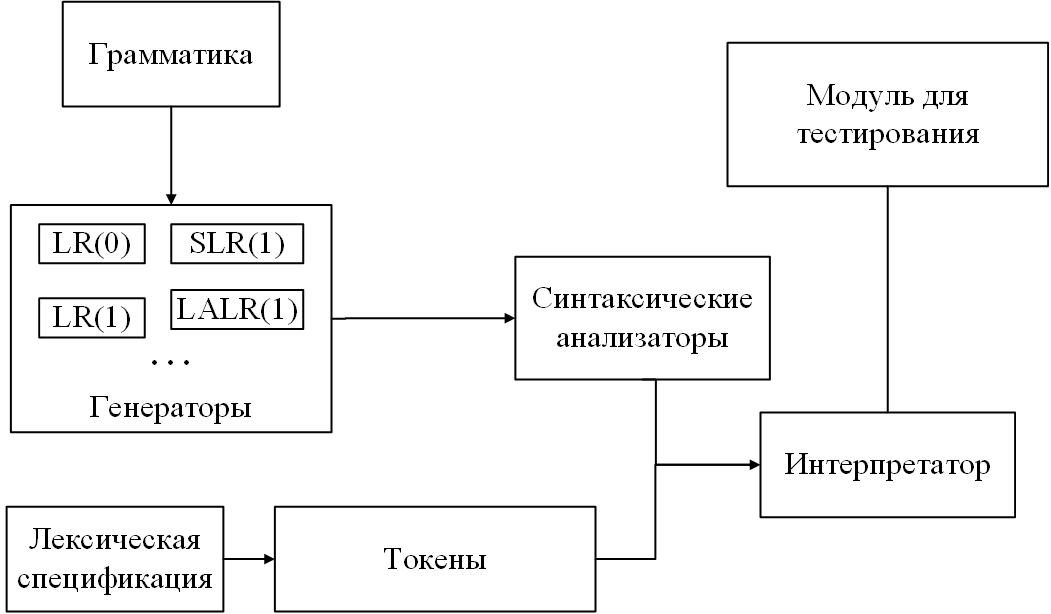 Грамматика
Модуль для
тестирования
LR(0)
SLR(1)
LR(1)
LALR(1)
...
Генераторы
Синтаксические
анализаторы
Интерпретатор
Лексическая
спецификация
Токены